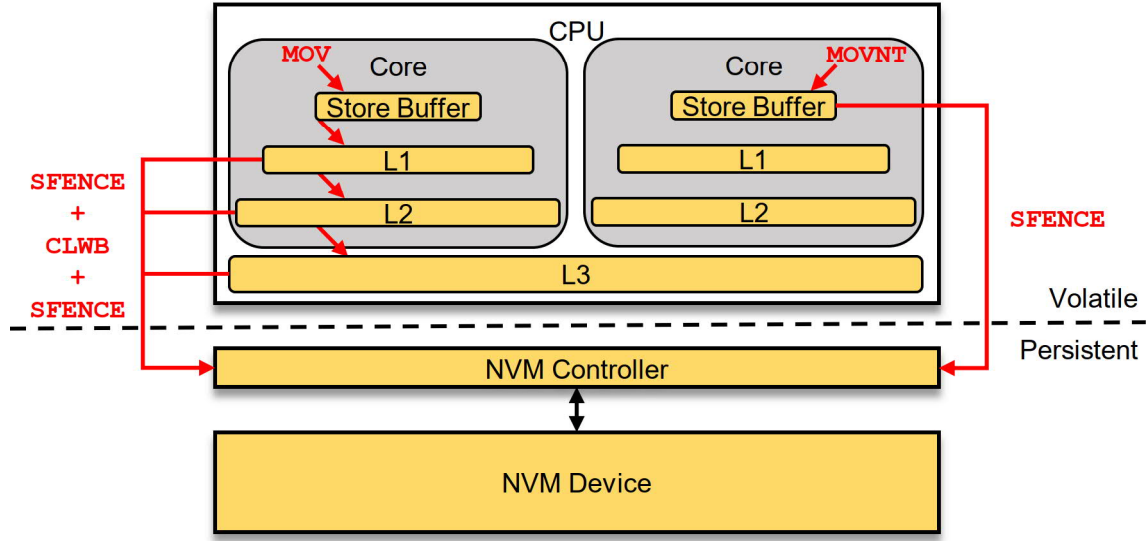 CPU
MOV
Core
Store Buffer
L1
L2
Core
MOVNT
Store Buffer
L1
L2
L3
SFENCE
+
CLWB
+
SFENCE
SFENCE
Volatile
Persistent
NVM Controller
NVM Device